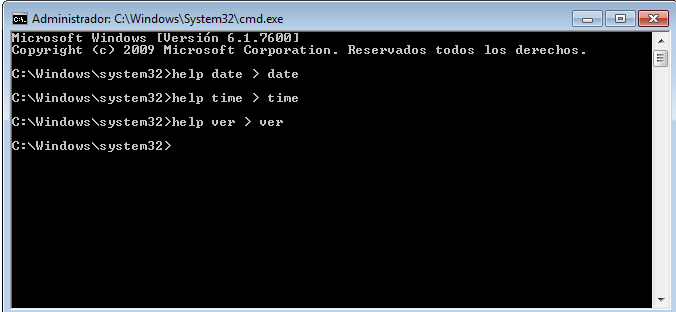 Administrador: C:\Windows\System32\cmd.exe
Microsoft Windows [Versión 6.1.7600]
Copyright (c) 2009 Microsoft Corporation. Reservados todos los derechos.
C:\Windows\system32>help date > date
C:\Windows\system32>help time > time
C:\Windows\system32>help ver > ver
C:\Windows\system32>